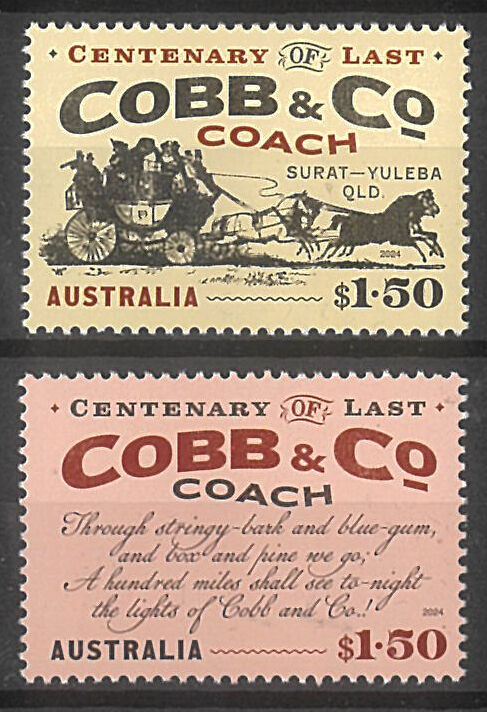 CENTENARY OF LAST
COBB & Co
COACH
SURAT—YULEBA
QLD.
2024
AUSTRALIA $1·50
CENTENARY OF LAST
COBB & Co
COACH
Through stringy-bark and blue-gum,
and box and pine we go;
A hundred miles shall see to-night
the lights of Cobb and Co.!
2024
AUSTRALIA $1·50